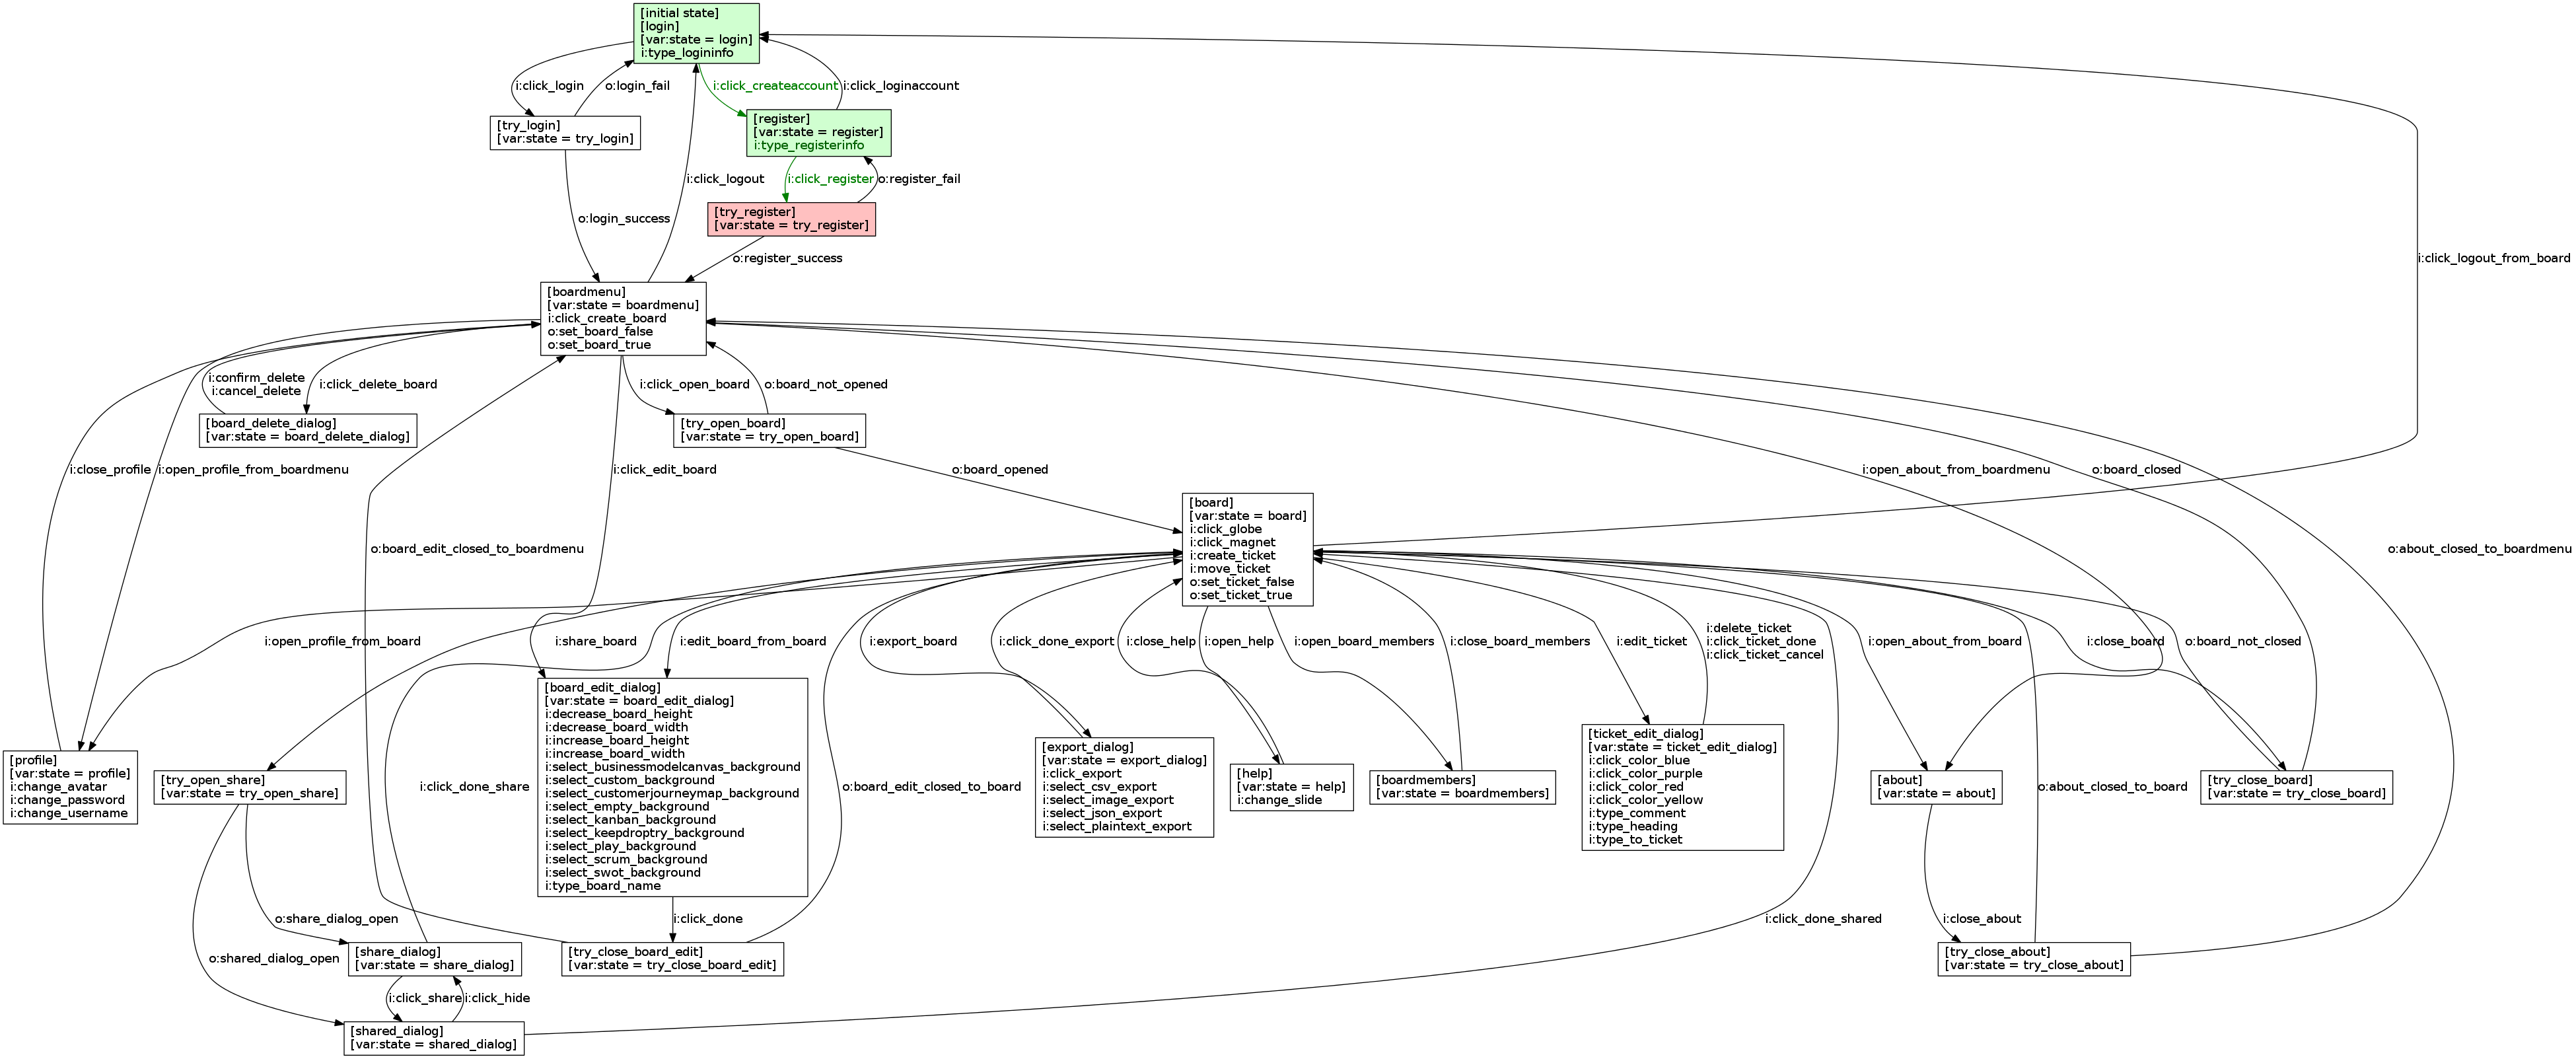 [initial state]
[login]
[var:state = login]
i:type_logininfo
i:click_login
o:login_fail
i:click_createaccount
i:click_loginaccount
[try_login]
[var:state = try_login]
[register]
[var:state = register]
i:type_registerinfo
i:click_logout
i:click_register
o:register_fail
o:login_success
[try_register]
[var:state = try_register]
o:register_success
i:click_logout_from_board
[boardmenu]
[var:state = boardmenu]
i:click_create_board
o:set_board_false
o:set_board_true
i:confirm_delete
i:cancel_delete
i:click_delete_board
i:click_open_board
o:board_not_opened
[board_delete_dialog]
[var:state = board_delete_dialog]
[try_open_board]
[var:state = try_open_board]
i:close_profile
i:open_profile_from_boardmenu
i:click_edit_board
o:board_opened
i:open_about_from_boardmenu
o:board_closed
[board]
[var:state = board]
i:click_globe
i:click_magnet
i:create_ticket
i:move_ticket
o:set_ticket_false
o:set_ticket_true
o:board_edit_closed_to_boardmenu
o:about_closed_to_boardmenu
i:open_profile_from_board
i:share_board
i:edit_board_from_board
i:export_board
i:click_done_export
i:close_help
i:open_help
i:open_board_members
i:close_board_members
i:edit_ticket
i:delete_ticket
i:click_ticket_done
i:click_ticket_cancel
i:open_about_from_board
i:close_board
o:board_not_closed
[profile]
[var:state = profile]
i:change_avatar
i:change_password
i:change_username
[try_open_share]
[var:state = try_open_share]
i:click_done_share
[board_edit_dialog]
[var:state = board_edit_dialog]
i:decrease_board_height
i:decrease_board_width
i:increase_board_height
i:increase_board_width
i:select_businessmodelcanvas_background
i:select_custom_background
i:select_customerjourneymap_background
i:select_empty_background
i:select_kanban_background
i:select_keepdroptry_background
i:select_play_background
i:select_scrum_background
i:select_swot_background
i:type_board_name
o:board_edit_closed_to_board
[export_dialog]
[var:state = export_dialog]
i:click_export
i:select_csv_export
i:select_image_export
i:select_json_export
i:select_plaintext_export
[help]
[var:state = help]
i:change_slide
[boardmembers]
[var:state = boardmembers]
[ticket_edit_dialog]
[var:state = ticket_edit_dialog]
i:click_color_blue
i:click_color_purple
i:click_color_red
i:click_color_yellow
i:type_comment
i:type_heading
i:type_to_ticket
[about]
[var:state = about]
o:about_closed_to_board
[try_close_board]
[var:state = try_close_board]
o:share_dialog_open
i:click_done
i:click_done_shared
i:close_about
o:shared_dialog_open
[share_dialog]
[var:state = share_dialog]
[try_close_board_edit]
[var:state = try_close_board_edit]
[try_close_about]
[var:state = try_close_about]
i:click_share
i:click_hide
[shared_dialog]
[var:state = shared_dialog]